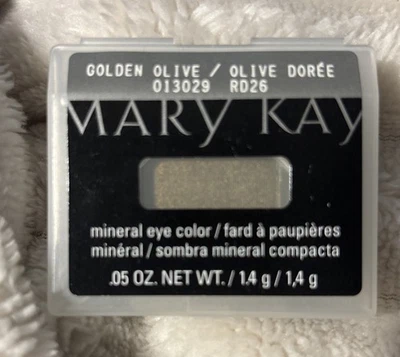 GOLDEN OLIVE / OLIVE DORÉE
013029 RD26
MARY KAY
mineral eye color / fard à paupières
minéral / sombra mineral compacta
.05 OZ. NET WT. / 1.4 g / 1,4 g